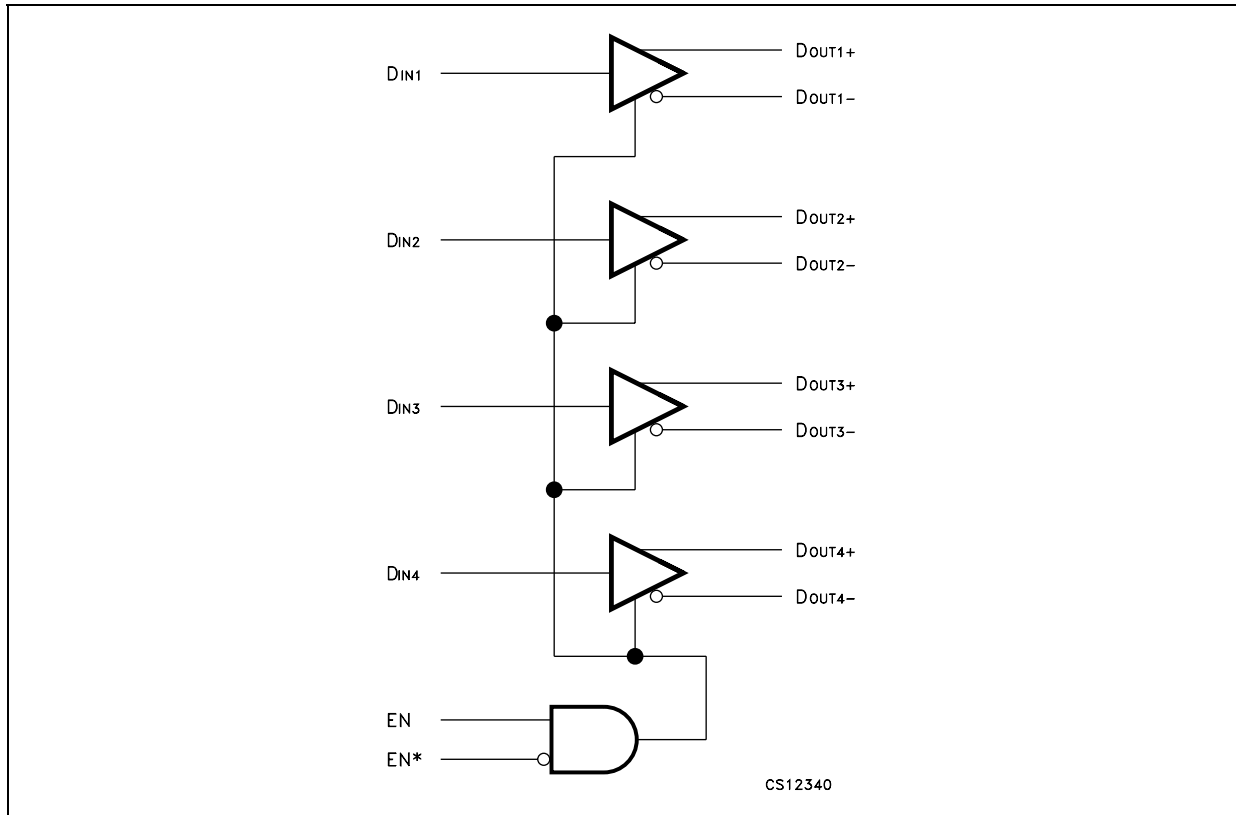 DIN1
DOUT1+
DOUT1-
DIN2
DOUT2+
DOUT2-
DIN3
DOUT3+
DOUT3-
DIN4
DOUT4+
DOUT4-
EN
EN*
CS12340